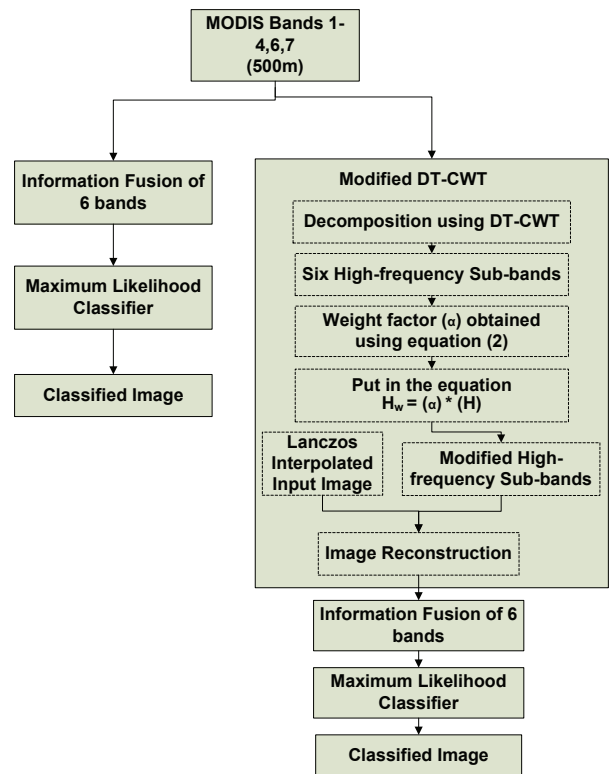 MODIS Bands 1-
4,6,7
(500m)
Information Fusion of
6 bands
Maximum Likelihood
Classifier
Classified Image
Modified DT-CWT
Decomposition using DT-CWT
Six High-frequency Sub-bands
Weight factor (α) obtained
using equation (2)
Put in the equation
Hw = (α) * (H)
Lanczos
Interpolated
Input Image
Modified High-
frequency Sub-bands
Image Reconstruction
Information Fusion of 6
bands
Maximum Likelihood
Classifier
Classified Image